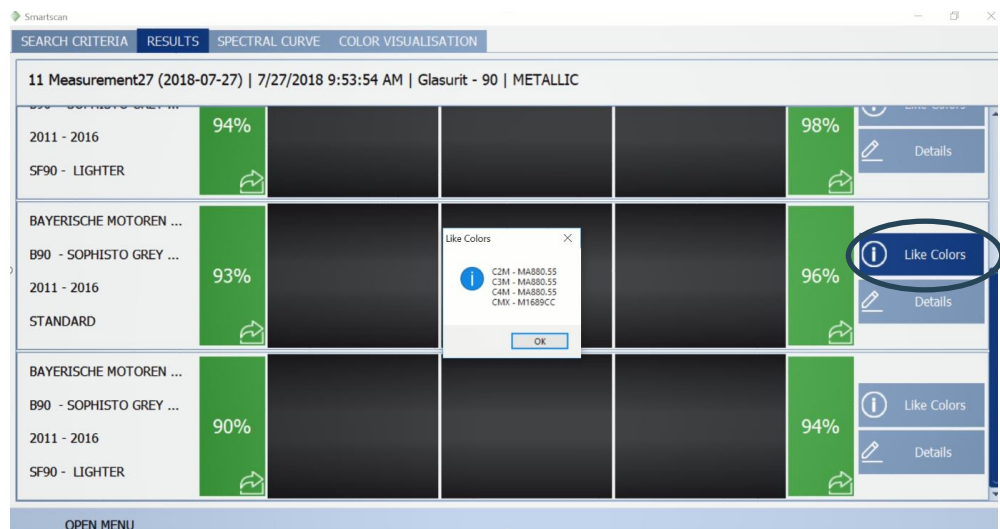 Smartscan
SEARCH CRITERIA RESULTS SPECTRAL CURVE COLOR VISUALISATION
11 Measurement27 (2018-07-27) | 7/27/2018 9:53:54 AM | Glasurit - 90 | METALLIC
2011 - 2016
SF90 - LIGHTER
94%
98%
Details
BAYERISCHE MOTOREN ...
B90 - SOPHISTO GREY ...
2011 - 2016
STANDARD
93%
Like Colors
C2M - MA880.55
C3M - MA880.55
C4M - MA880.55
CMX - M1689CC
OK
96%
Like Colors
Details
BAYERISCHE MOTOREN ...
B90 - SOPHISTO GREY ...
2011 - 2016
SF90 - LIGHTER
90%
94%
Like Colors
Details
OPEN MENU